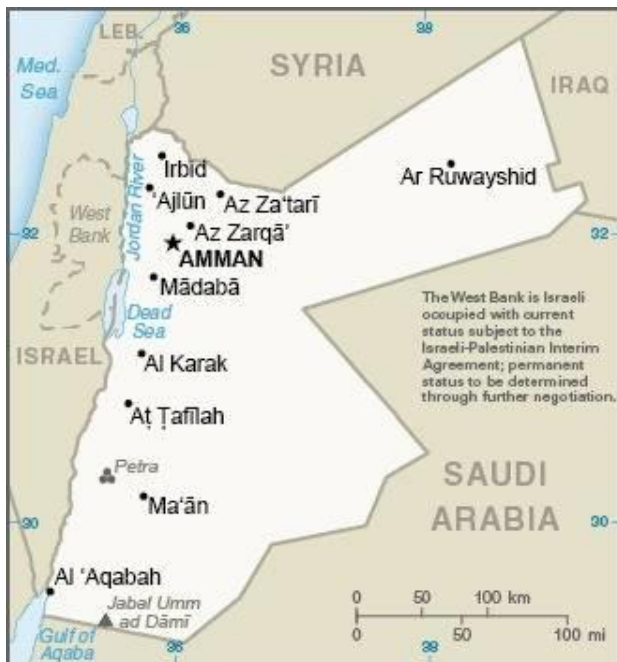 36
38
LEB.
Med.
Sea
SYRIA
IRAQ
Irbid
'Ajlūn
Ar Ruwayshid
Az Za'tarī
Jordan River
West
Bank
Az Zarqā'
32
32
AMMAN
Mādabā
Dead
Sea
The West Bank is Israeli
occupied with current
status subject to the
Israeli-Palestinian Interim
Agreement; permanent
status to be determined
through further negotiation.
ISRAEL
Al Karak
Aţ Ţafīlah
Petra
SAUDI
ARABIA
Ma'ān
30
30
Al 'Aqabah
Jabal Umm
ad Dāmī
0 50 100 km
0 50 100 mi
Gulf of
Aqaba
36
38